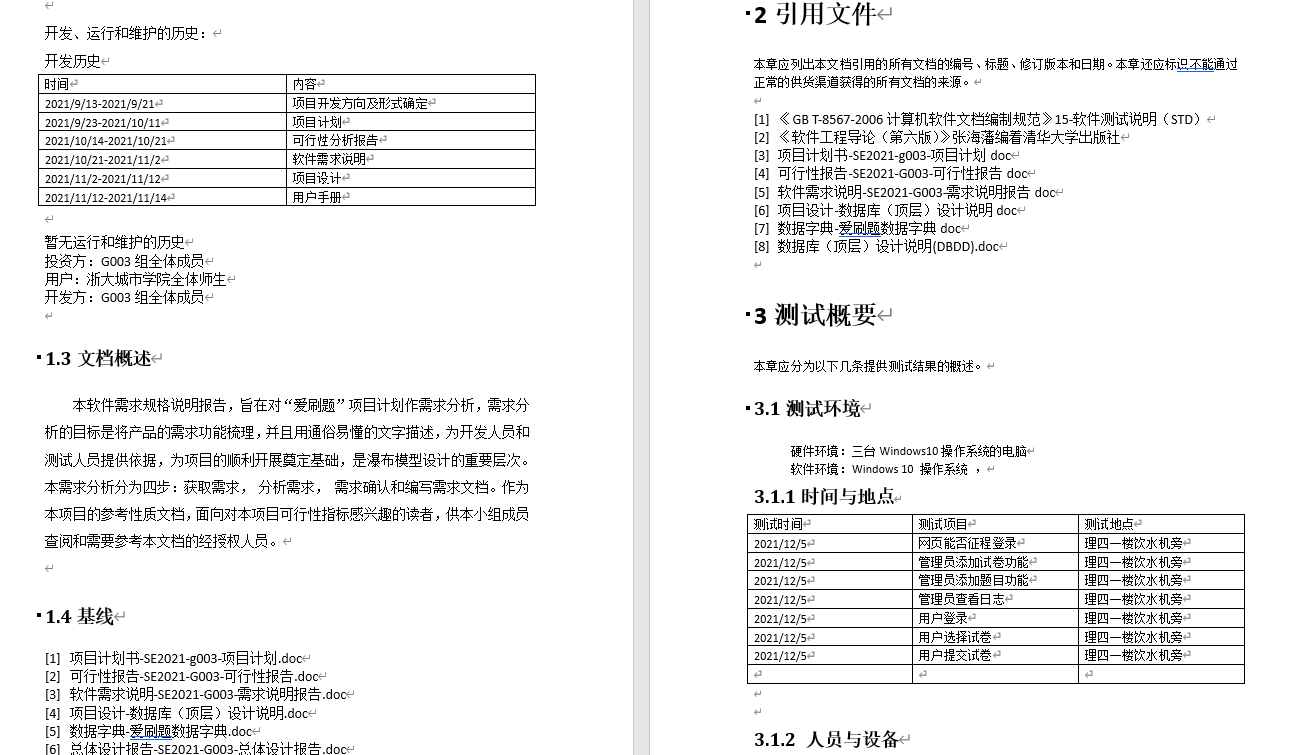 开发、运行和维护的历史：
开发历史
时间 内容
2021/9/13-2021/9/21 项目开发方向及形式确定
2021/9/23-2021/10/11 项目计划
2021/10/14-2021/10/21 可行性分析报告
2021/10/21-2021/11/2 软件需求说明
2021/11/2-2021/11/12 项目设计
2021/11/12-2021/11/14 用户手册
暂无运行和维护的历史
投资方：G003 组全体成员
用户：浙大城市学院全体师生
开发方：G003 组全体成员
1.3 文档概述
本软件需求规格说明报告，旨在对“爱刷题”项目计划作需求分析，需求分
析的目标是将产品的需求功能梳理，并且用通俗易懂的文字描述，为开发人员和
测试人员提供依据，为项目的顺利开展奠定基础，是瀑布模型设计的重要层次。
本需求分析分为四步：获取需求， 分析需求， 需求确认和编写需求文档。作为
本项目的参考性质文档，面向对本项目可行性指标感兴趣的读者，供本小组成员
查阅和需要参考本文档的经授权人员。
1.4 基线
[1] 项目计划书-SE2021-g003-项目计划.doc
[2] 可行性报告-SE2021-G003-可行性报告.doc
[3] 软件需求说明-SE2021-G003-需求说明报告.doc
[4] 项目设计-数据库（顶层）设计说明.doc
[5] 数据字典-爱刷题数据字典.doc
[6] 总体设计报告-SE2021-G003-总体设计报告.doc
2 引用文件
本章应列出本文档引用的所有文档的编号、标题、修订版本和日期。本章还应标识不能通过
正常的供货渠道获得的所有文档的来源。
[1] 《 GB T-8567-2006 计算机软件文档编制规范》15-软件测试说明（STD）
[2] 《软件工程导论（第六版）》张海藩编着清华大学出版社
[3] 项目计划书-SE2021-g003-项目计划 doc
[4] 可行性报告-SE2021-G003-可行性报告 doc
[5] 软件需求说明-SE2021-G003-需求说明报告 doc
[6] 项目设计-数据库（顶层）设计说明 doc
[7] 数据字典-爱刷题数据字典 doc
[8] 数据库（顶层）设计说明(DBDD).doc
3 测试概要
本章应分为以下几条提供测试结果的概述。
3.1 测试环境
硬件环境：三台 Windows10 操作系统的电脑
软件环境：Windows 10 操作系统 ，
3.1.1 时间与地点
测试时间 测试项目 测试地点
2021/12/5 网页能否征程登录 理四一楼饮水机旁
2021/12/5 管理员添加试卷功能 理四一楼饮水机旁
2021/12/5 管理员添加题目功能 理四一楼饮水机旁
2021/12/5 管理员查看日志 理四一楼饮水机旁
2021/12/5 用户登录 理四一楼饮水机旁
2021/12/5 用户选择试卷 理四一楼饮水机旁
2021/12/5 用户提交试卷 理四一楼饮水机旁
3.1.2 人员与设备